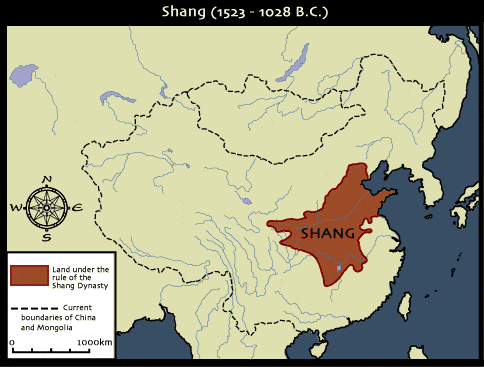 Shang (1523 - 1028 B.C.)
N
W E
S
SHANG
Land under the
rule of the
Shang Dynasty
Current
boundaries of China
and Mongolia
0 1000km